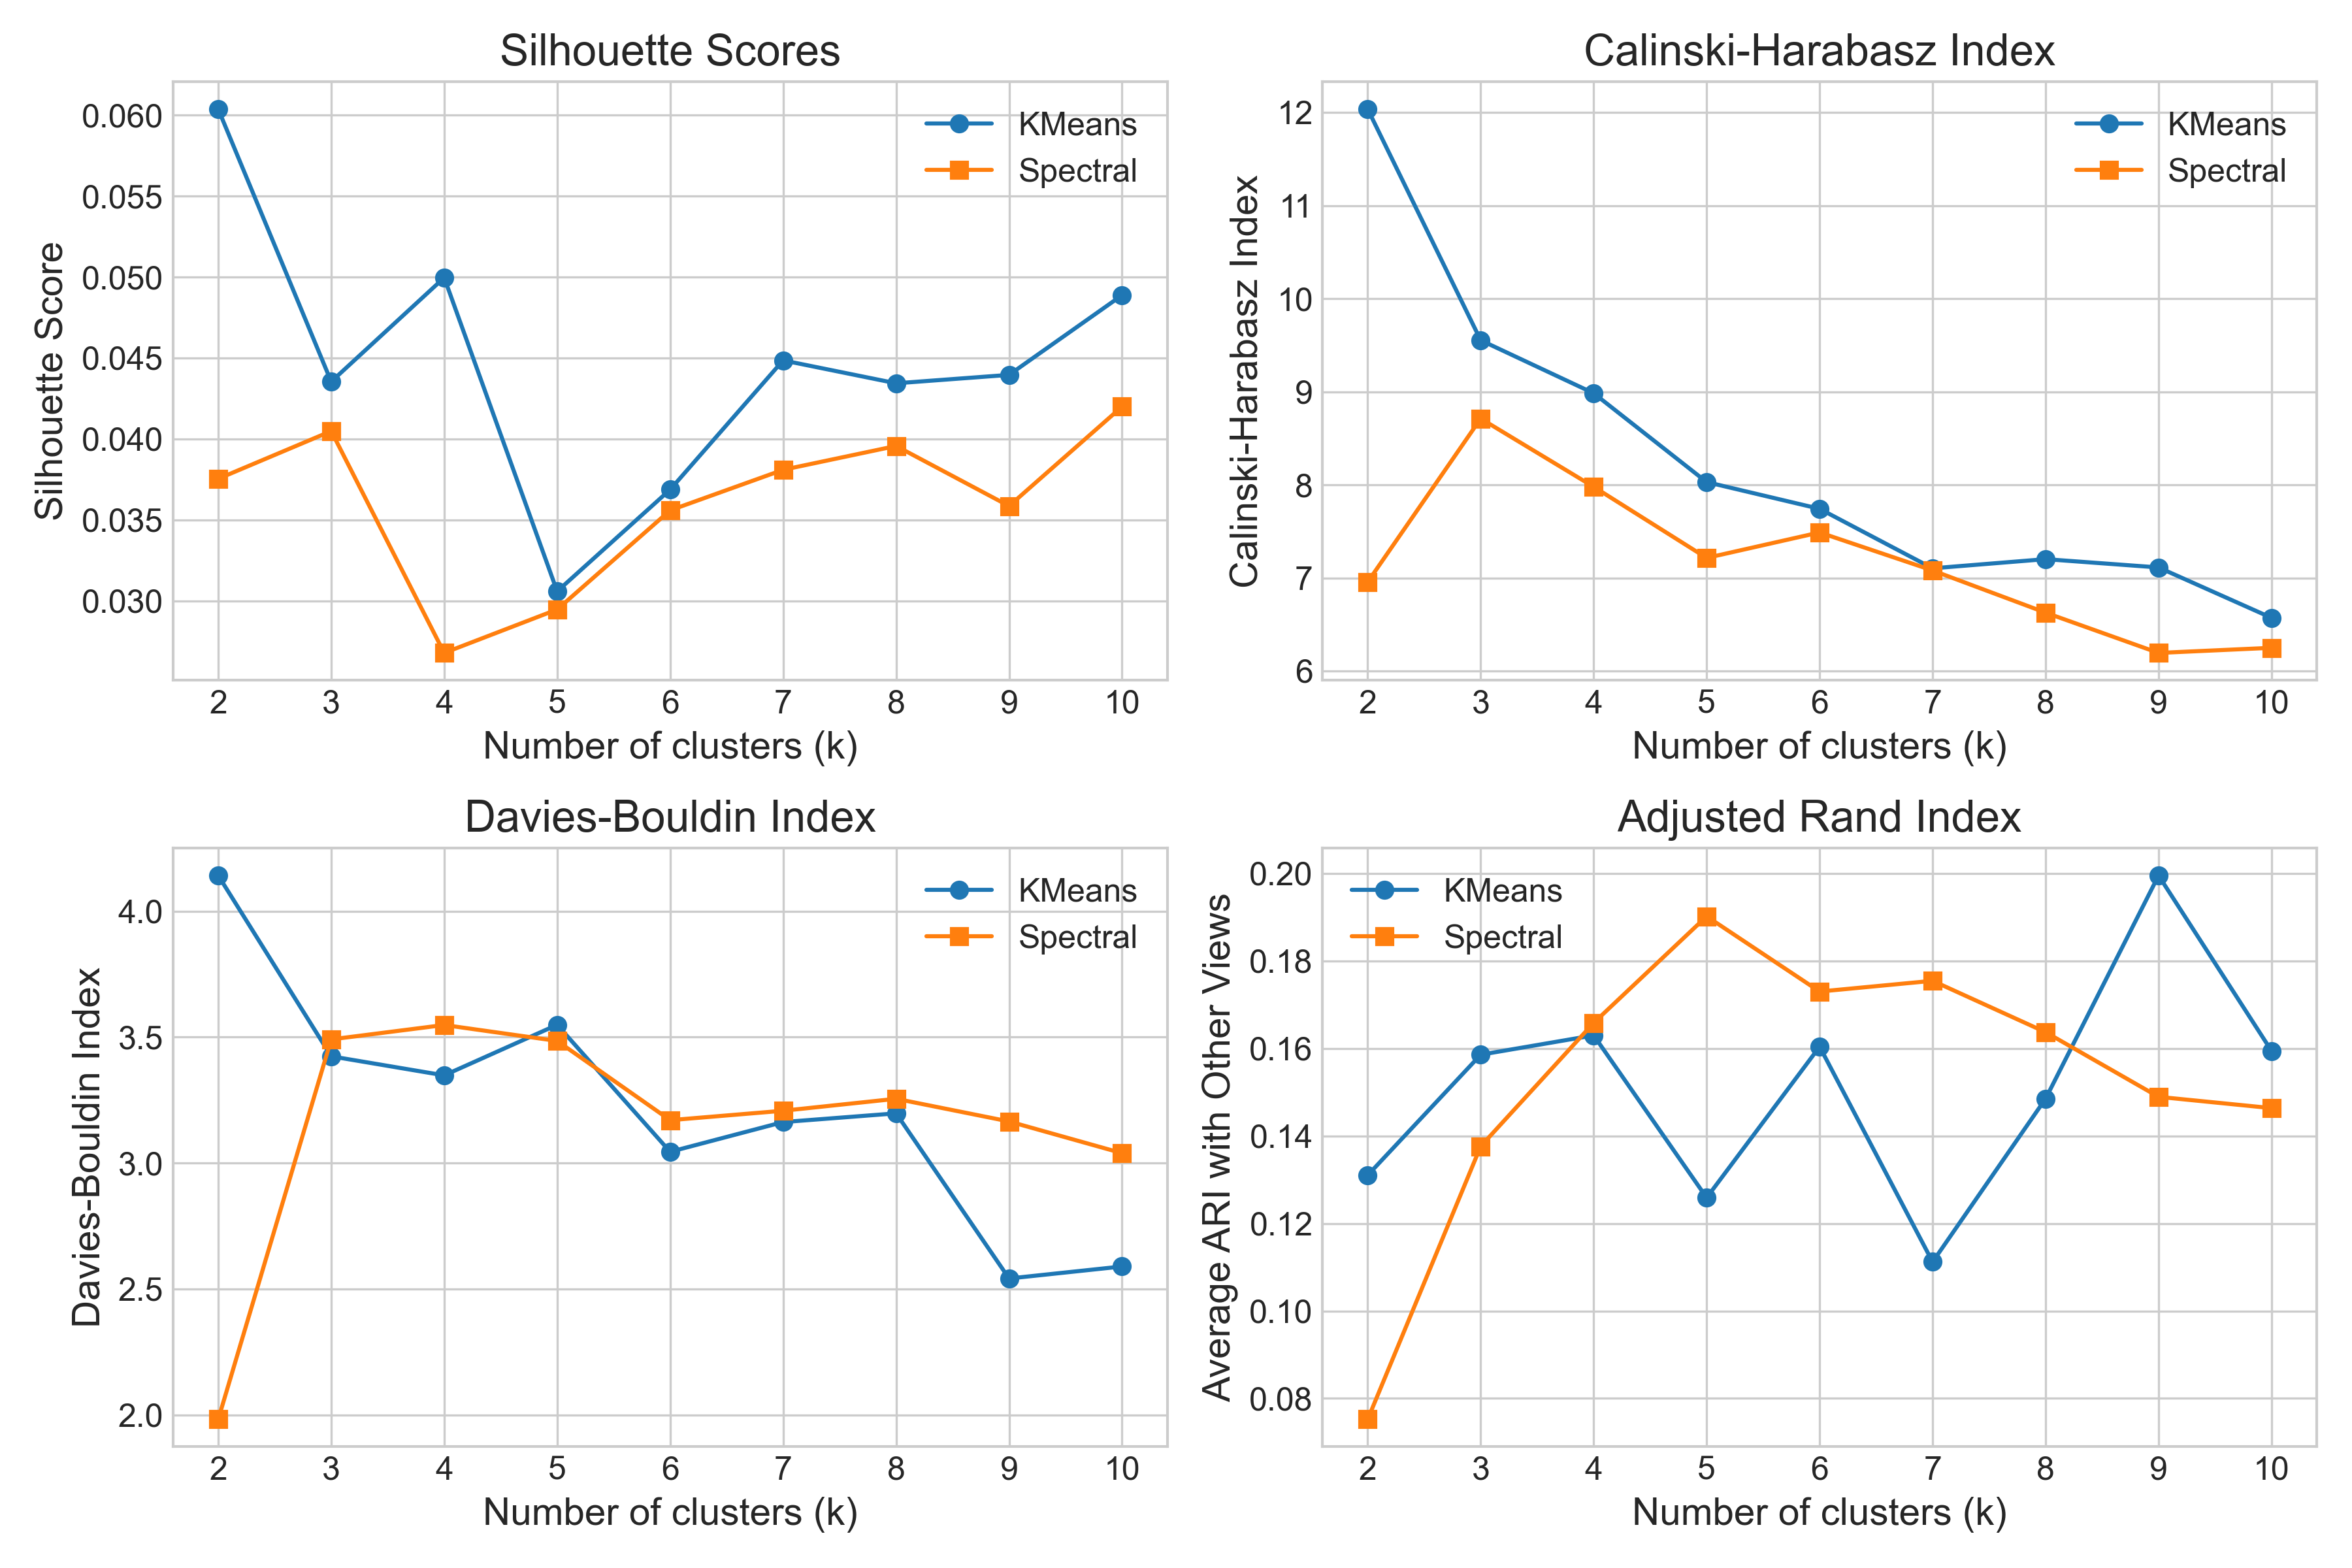 Silhouette Scores
Silhouette Score
0.060
0.055
0.050
0.045
0.040
0.035
0.030
KMeans
Spectral
2 3 4 5 6 7 8 9 10
Number of clusters (k)
Calinski-Harabasz Index
Calinski-Harabasz Index
12
11
10
9
8
7
6
KMeans
Spectral
2 3 4 5 6 7 8 9 10
Number of clusters (k)
Davies-Bouldin Index
Davies-Bouldin Index
4.0
3.5
3.0
2.5
2.0
KMeans
Spectral
2 3 4 5 6 7 8 9 10
Number of clusters (k)
Adjusted Rand Index
Average ARI with Other Views
0.20
0.18
0.16
0.14
0.12
0.10
0.08
KMeans
Spectral
2 3 4 5 6 7 8 9 10
Number of clusters (k)